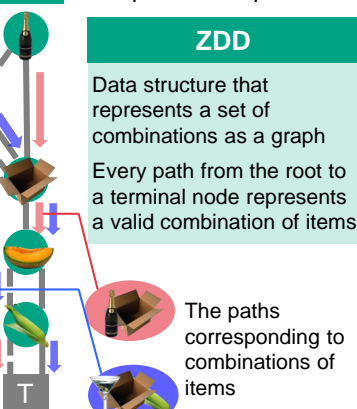 ZDD
Data structure that
represents a set of
combinations as a graph
Every path from the root to
a terminal node represents
a valid combination of items
The paths
corresponding to
combinations of
items
T